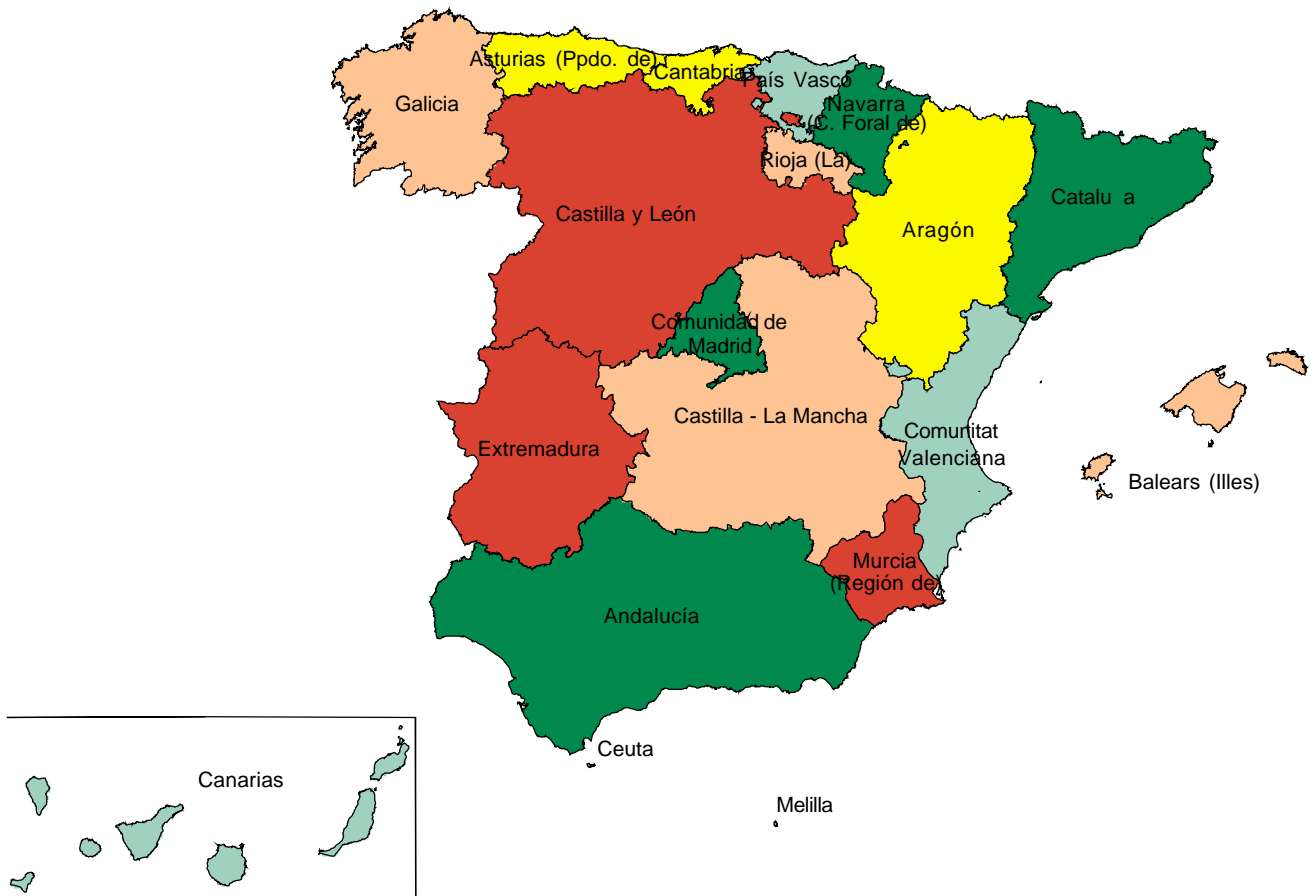 Asturias (Ppdo. de)
Cantabria
País Vasco
Galicia
Navarra
(C. Foral de)
Rioja (La)
Castilla y León
Catalu a
Aragón
Comunidad de
Madrid
Castilla - La Mancha
Extremadura
Comunitat
Valenciána
Balears (Illes)
Murcia
(Región de)
Andalucía
Ceuta
Canarias
Melilla